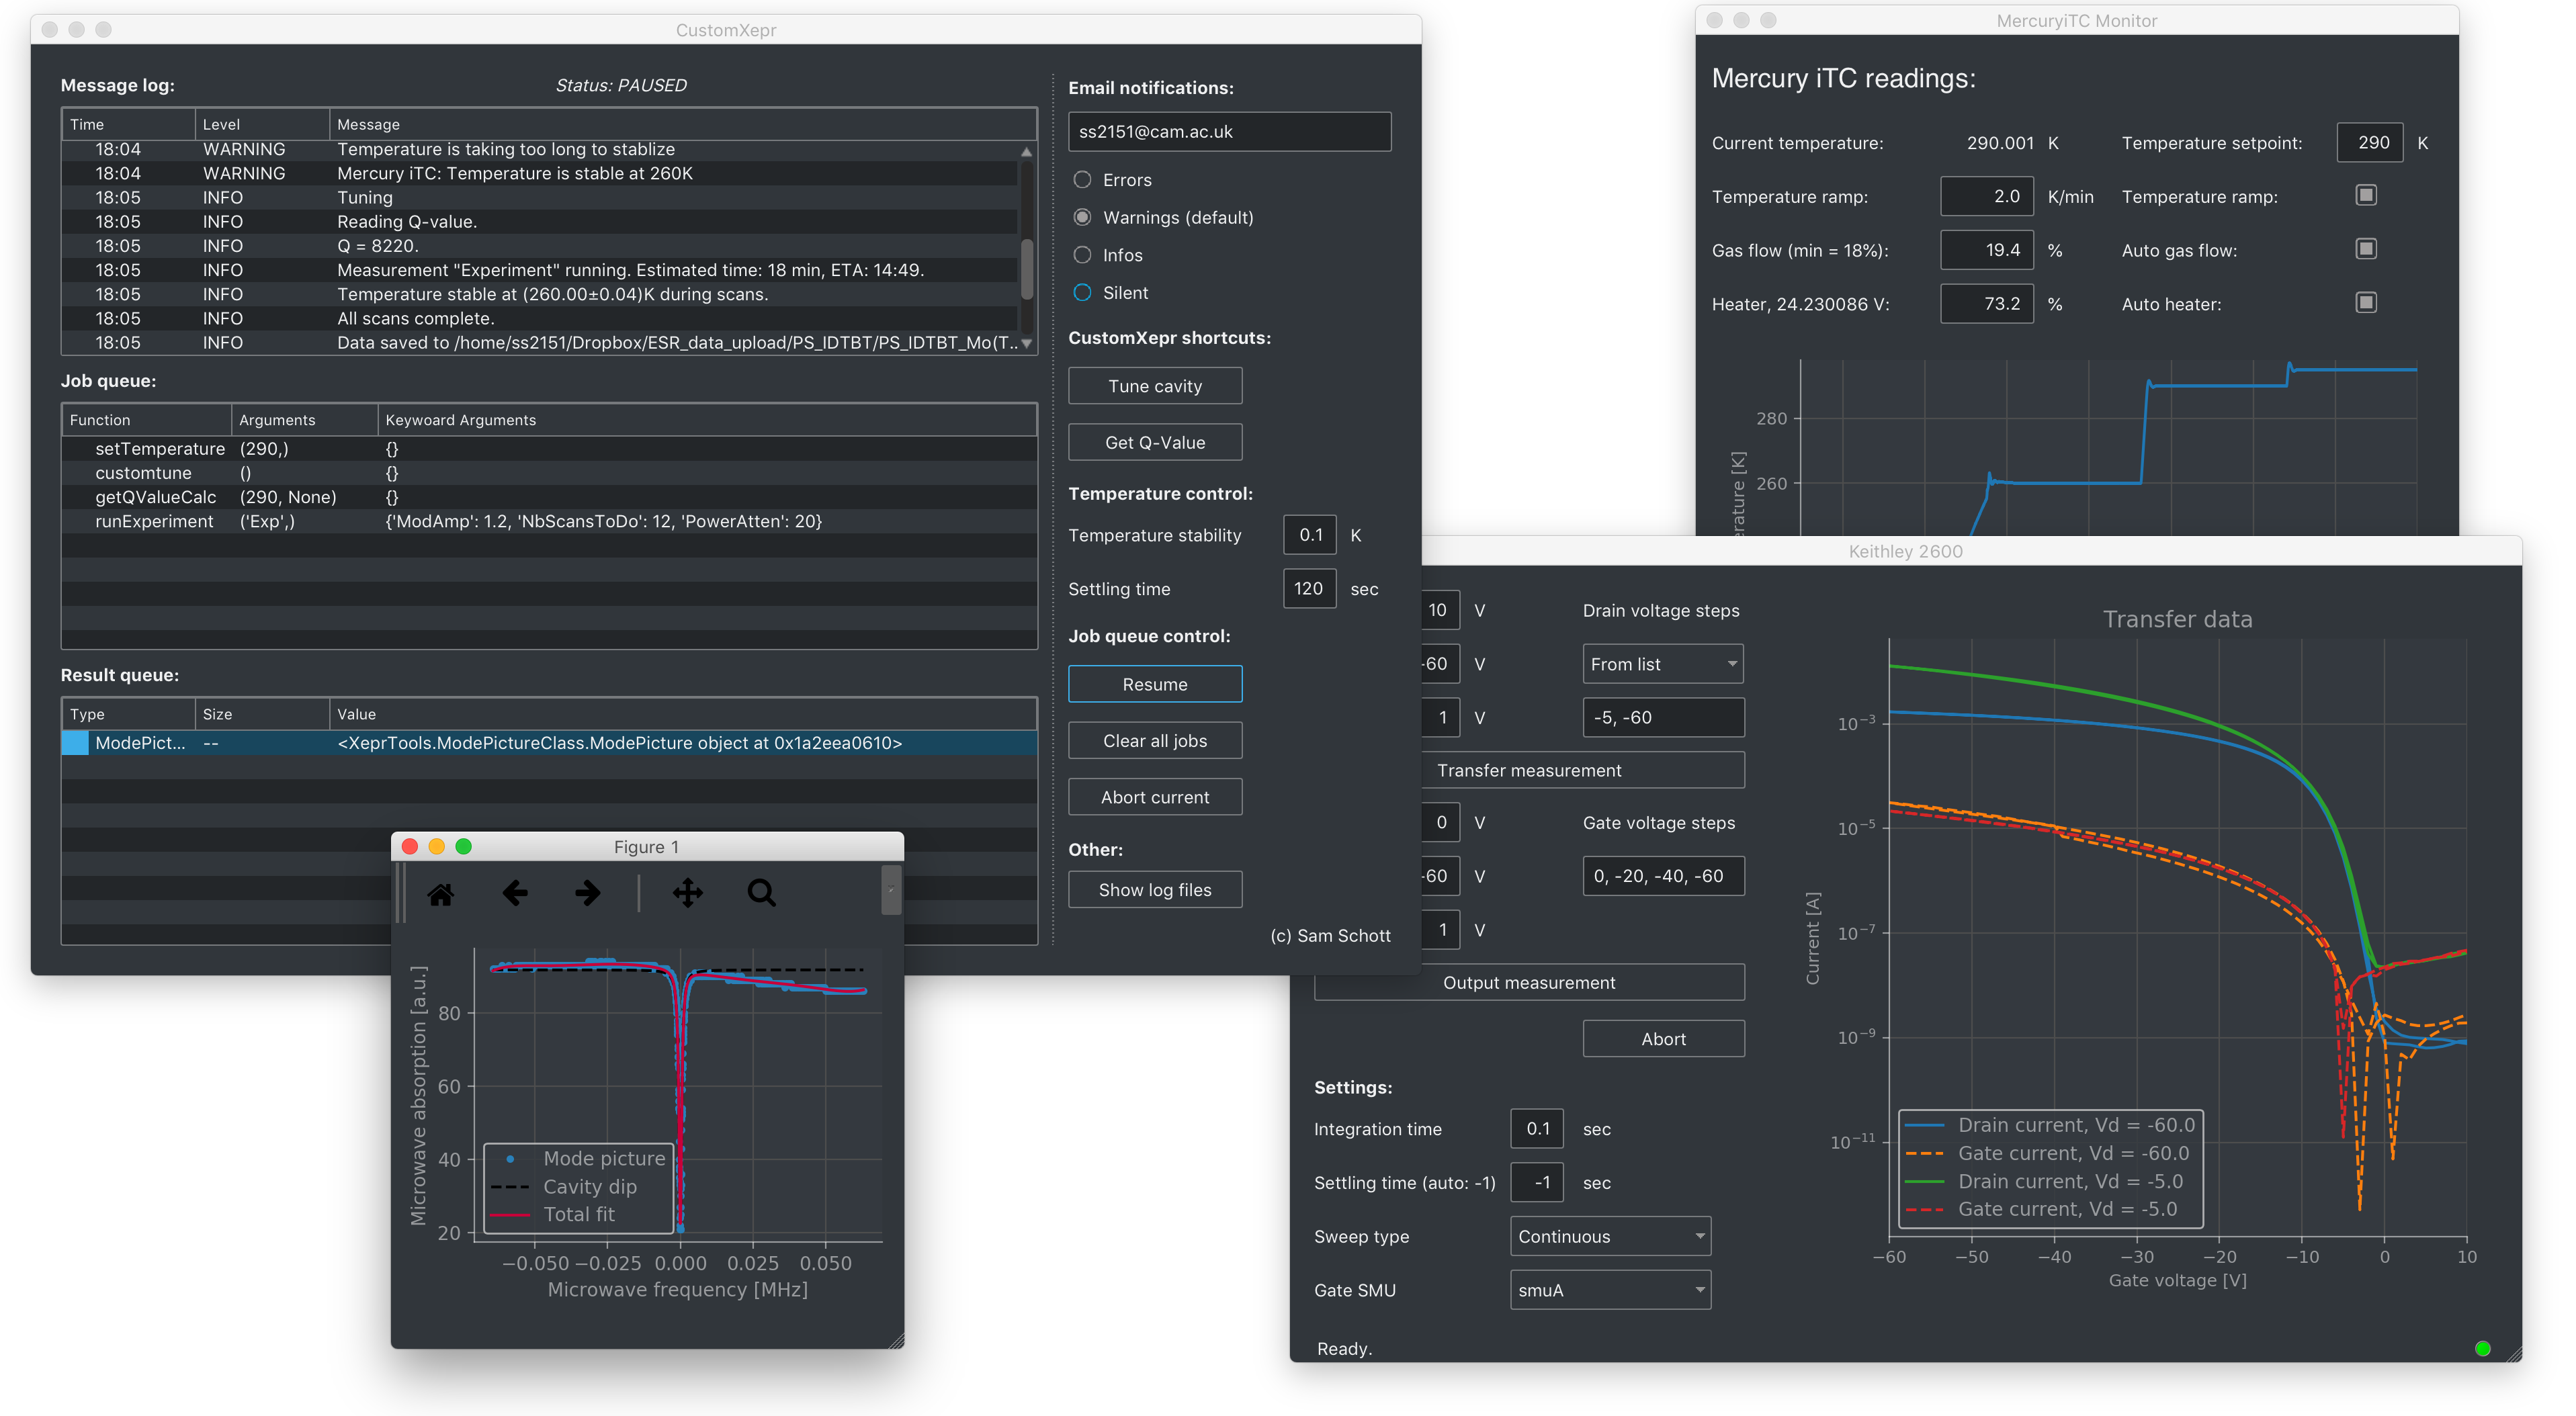 CustomXepr
Message log:
Status: PAUSED
Time Level Message
18:04 WARNING Temperature is taking too long to stablize
18:04 WARNING Mercury iTC: Temperature is stable at 260K
18:05 INFO Tuning
18:05 INFO Reading Q-value.
18:05 INFO Q = 8220.
18:05 INFO Measurement "Experiment" running. Estimated time: 18 min, ETA: 14:49.
18:05 INFO Temperature stable at (260.00±0.04)K during scans.
18:05 INFO All scans complete.
18:05 INFO Data saved to /home/ss2151/Dropbox/ESR_data_upload/PS_IDTBT/PS_IDTBT_Mo(T...
Job queue:
Function Arguments Keywoard Arguments
setTemperature (290,) {}
customtune () {}
getQValueCalc (290, None) {}
runExperiment ('Exp',) {'ModAmp': 1.2, 'NbScansToDo': 12, 'PowerAtten': 20}
Result queue:
Type Size Value
ModePict... -- <XeprTools.ModePictureClass.ModePicture object at 0x1a2eea0610>
Email notifications:
ss2151@cam.ac.uk
Errors
Warnings (default)
Infos
Silent
CustomXepr shortcuts:
Tune cavity
Get Q-Value
Temperature control:
Temperature stability 0.1 K
Settling time 120 sec
Job queue control:
Resume
Clear all jobs
Abort current
Other:
Show log files
(c) Sam Schott
Figure 1
Microwave absorption [a.u.]
80
60
40
20
Mode picture
Cavity dip
Total fit
−0.050 −0.025 0.000 0.025 0.050
Microwave frequency [MHz]
MercuryiTC Monitor
Mercury iTC readings:
Current temperature: 290.001 K Temperature setpoint: 290 K
Temperature ramp: 2.0 K/min Temperature ramp:
Gas flow (min = 18%): 19.4 % Auto gas flow:
Heater, 24.230086 V: 73.2 % Auto heater:
280
260
erature [K]
Keithley 2600
10 V Drain voltage steps
-60 V From list
1 V -5, -60
Transfer measurement
0 V Gate voltage steps
-60 V 0, -20, -40, -60
1 V
Output measurement
Abort
Settings:
Integration time 0.1 sec
Settling time (auto: -1) -1 sec
Sweep type Continuous
Gate SMU smuA
Ready.
Transfer data
Current [A]
10⁻³
10⁻⁵
10⁻⁷
10⁻⁹
10⁻¹¹
Drain current, Vd = -60.0
Gate current, Vd = -60.0
Drain current, Vd = -5.0
Gate current, Vd = -5.0
−60 −50 −40 −30 −20 −10 0 10
Gate voltage [V]